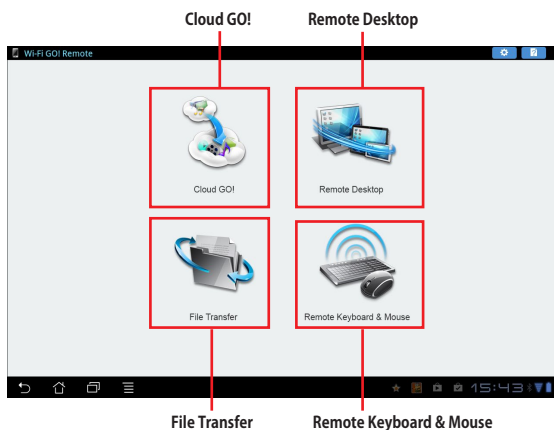 Cloud GO! Remote Desktop
Wi-Fi GO! Remote
Cloud GO! Remote Desktop
File Transfer Remote Keyboard & Mouse
15:43
File Transfer Remote Keyboard & Mouse